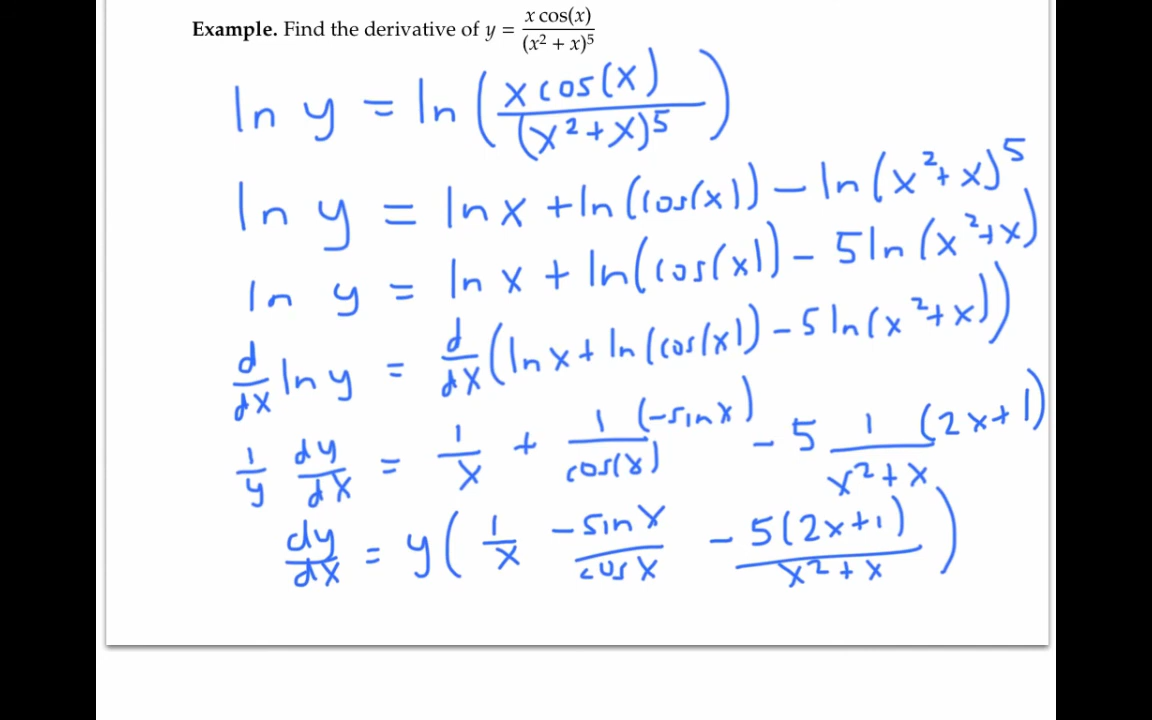 Example. Find the derivative of y = x cos(x) / (x² + x)⁵
ln y = ln( x cos(x) / (x²+x)⁵ )
ln y = ln x + ln(cos(x)) − ln(x²+x)⁵
ln y = ln x + ln(cos(x)) − 5 ln(x²+x)
d/dx ln y = d/dx (ln x + ln(cos(x)) − 5 ln(x²+x))
1/y dy/dx = 1/x + 1/cos(x) (−sin x) − 5 1/(x²+x) (2x+1)
dy/dx = y( 1/x − sin x/cos x − 5(2x+1)/(x²+x) )